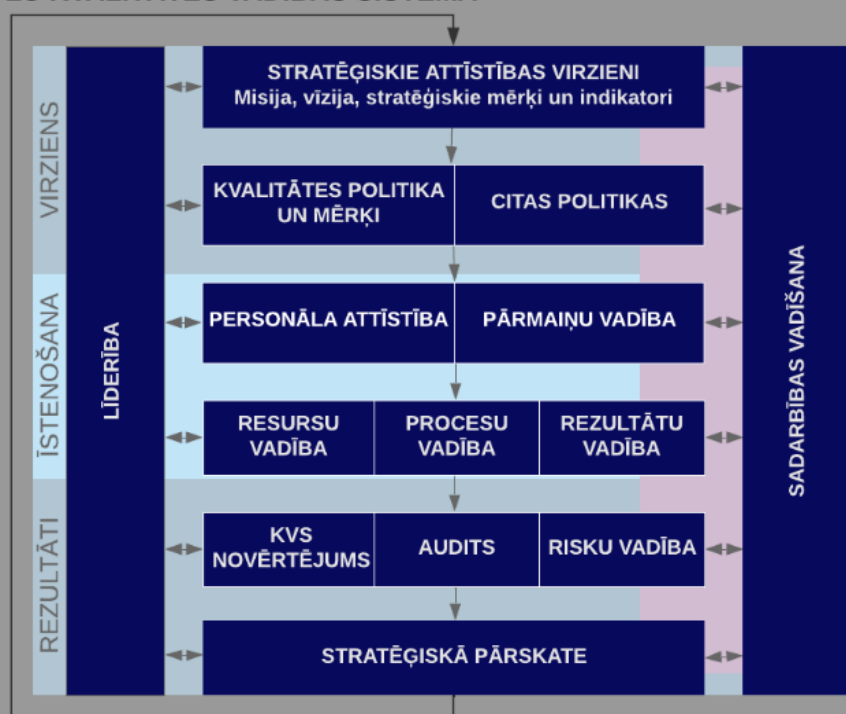 STRATĒĢISKIE ATTĪSTĪBAS VIRZIENI
Misija, vīzija, stratēģiskie mērķi un indikatori
VIRZIENS
KVALITĀTES POLITIKA
UN MĒRĶI
CITAS POLITIKAS
ĪSTENOŠANA
LĪDERĪBA
PERSONĀLA ATTĪSTĪBA
PĀRMAIŅU VADĪBA
SADARBĪBAS VADĪŠANA
RESURSU
VADĪBA
PROCESU
VADĪBA
REZULTĀTU
VADĪBA
REZULTĀTI
KVS
NOVĒRTĒJUMS
AUDITS
RISKU VADĪBA
STRATĒĢISKĀ PĀRSKATE